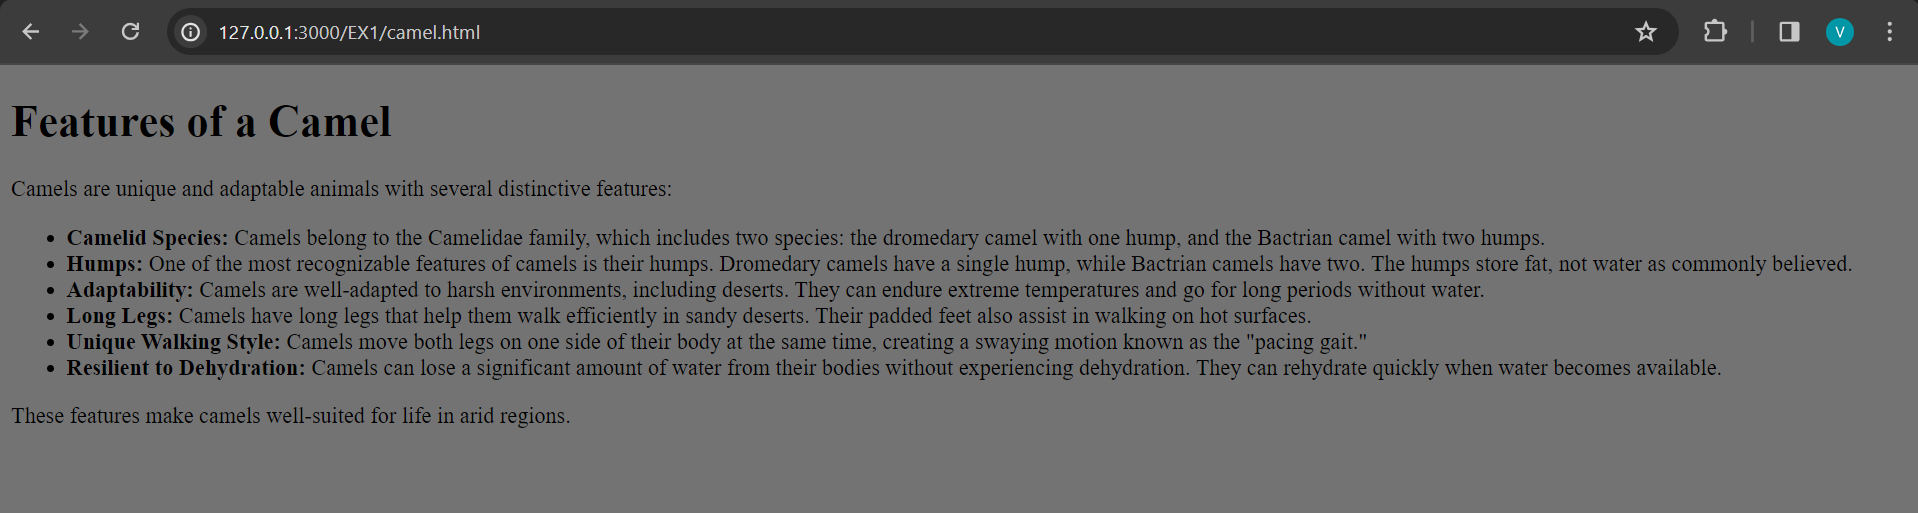 127.0.0.1:3000/EX1/camel.html
V
Features of a Camel
Camels are unique and adaptable animals with several distinctive features:
• Camelid Species: Camels belong to the Camelidae family, which includes two species: the dromedary camel with one hump, and the Bactrian camel with two humps.
• Humps: One of the most recognizable features of camels is their humps. Dromedary camels have a single hump, while Bactrian camels have two. The humps store fat, not water as commonly believed.
• Adaptability: Camels are well-adapted to harsh environments, including deserts. They can endure extreme temperatures and go for long periods without water.
• Long Legs: Camels have long legs that help them walk efficiently in sandy deserts. Their padded feet also assist in walking on hot surfaces.
• Unique Walking Style: Camels move both legs on one side of their body at the same time, creating a swaying motion known as the "pacing gait."
• Resilient to Dehydration: Camels can lose a significant amount of water from their bodies without experiencing dehydration. They can rehydrate quickly when water becomes available.
These features make camels well-suited for life in arid regions.